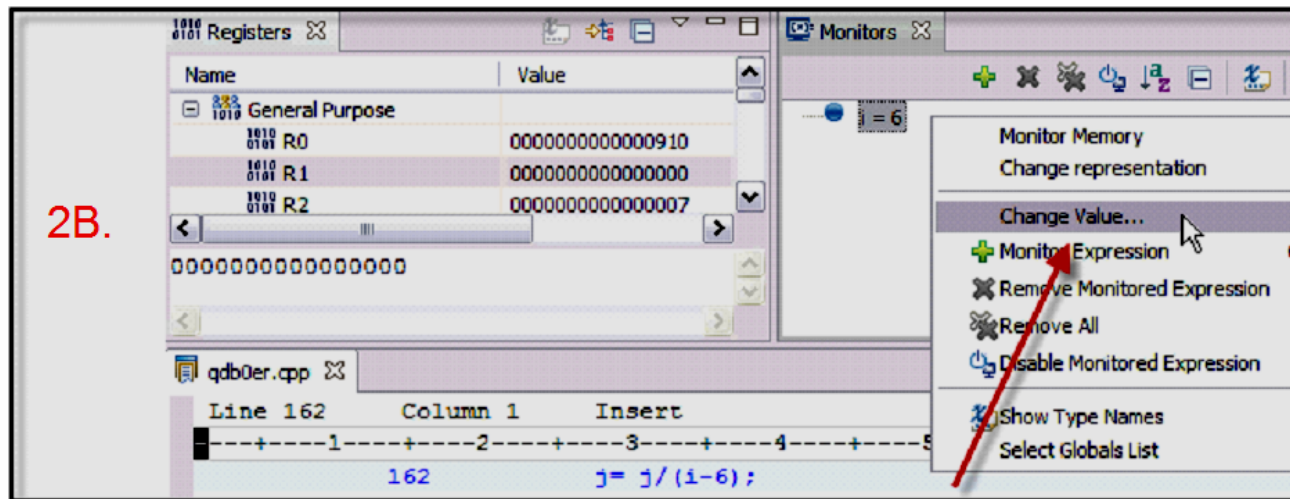 2B.
Registers
Monitors
Name Value
General Purpose
R0 0000000000000910
R1 0000000000000000
R2 0000000000000007
0000000000000000
i = 6
Monitor Memory
Change representation
Change Value...
Monitor Expression
Remove Monitored Expression
Remove All
Disable Monitored Expression
Show Type Names
Select Globals List
qdb0er.cpp
Line 162 Column 1 Insert
----+----1----+----2----+----3----+----4----+----5
162 j= j/(i-6);